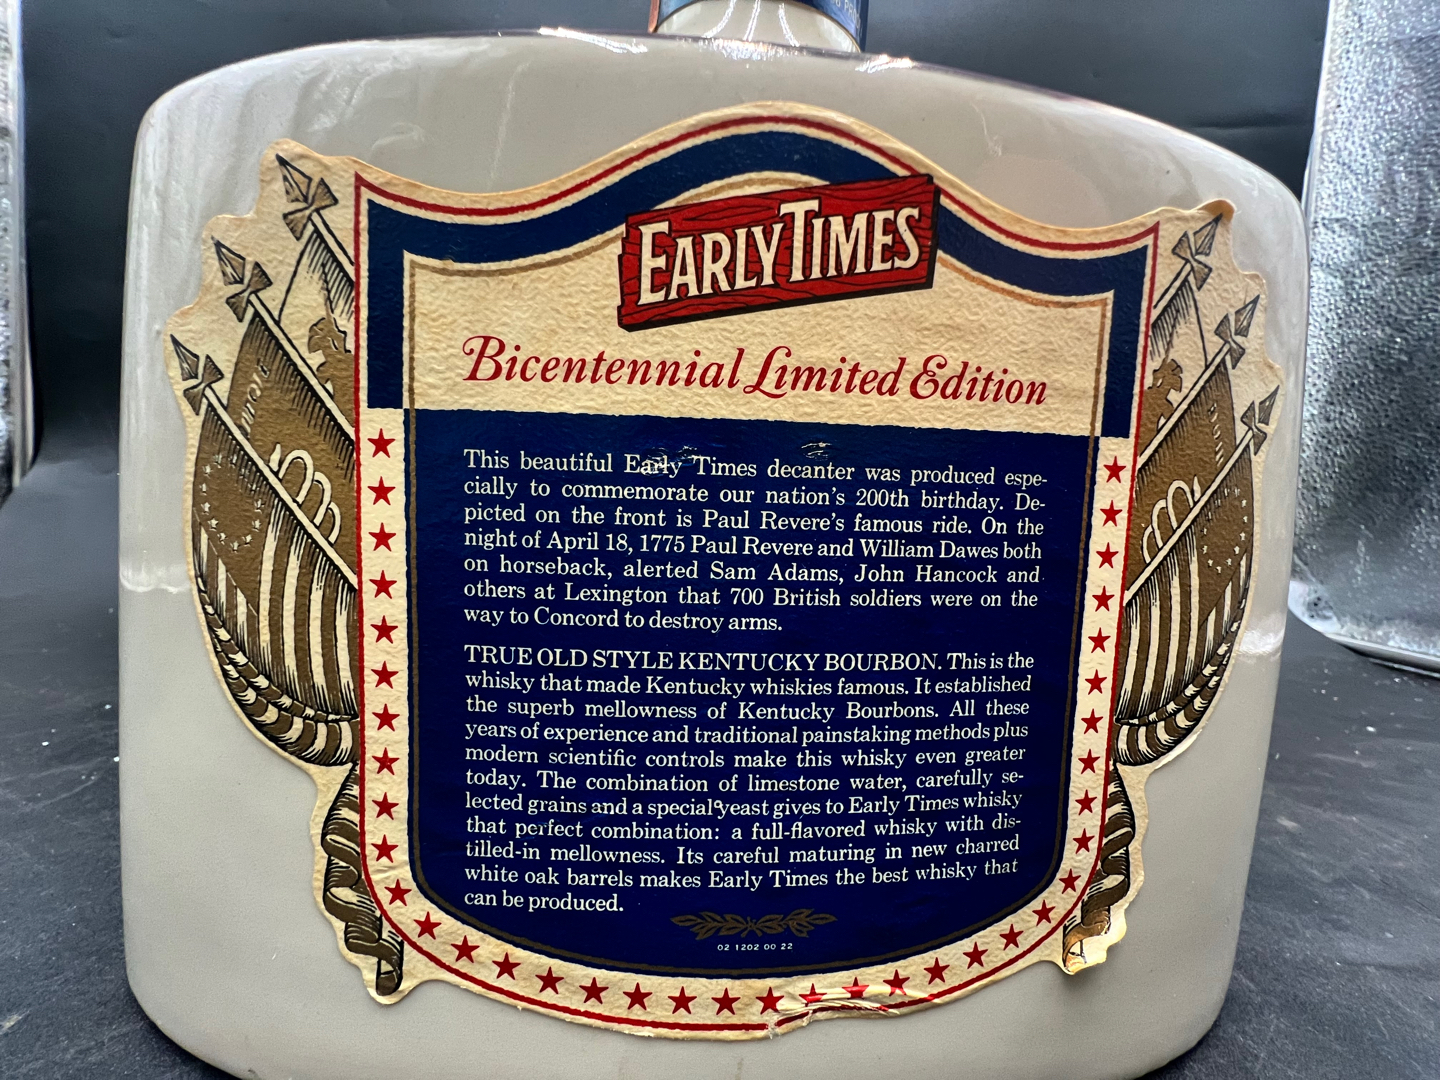 EARLY TIMES
Bicentennial Limited Edition
This beautiful Early Times decanter was produced espe-
cially to commemorate our nation's 200th birthday. De-
picted on the front is Paul Revere's famous ride. On the
night of April 18, 1775 Paul Revere and William Dawes both
on horseback, alerted Sam Adams, John Hancock and
others at Lexington that 700 British soldiers were on the
way to Concord to destroy arms.
TRUE OLD STYLE KENTUCKY BOURBON. This is the
whisky that made Kentucky whiskies famous. It established
the superb mellowness of Kentucky Bourbons. All these
years of experience and traditional painstaking methods plus
modern scientific controls make this whisky even greater
today. The combination of limestone water, carefully se-
lected grains and a special yeast gives to Early Times whisky
that perfect combination: a full-flavored whisky with dis-
tilled-in mellowness. Its careful maturing in new charred
white oak barrels makes Early Times the best whisky that
can be produced.
02 1202 00 22